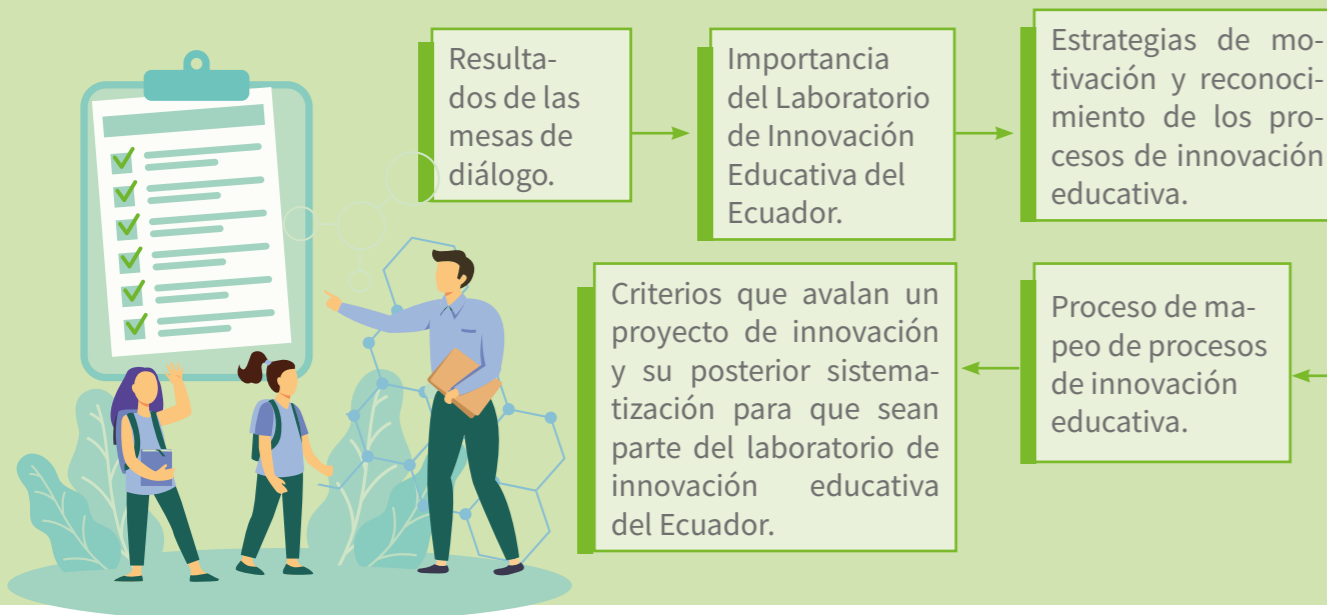 Resulta-
dos de las
mesas de
diálogo.
Importancia
del Laboratorio
de Innovación
Educativa del
Ecuador.
Estrategias de mo-
tivación y reconoci-
miento de los pro-
cesos de innovación
educativa.
Proceso de ma-
peo de procesos
de innovación
educativa.
Criterios que avalan un
proyecto de innovación
y su posterior sistema-
tización para que sean
parte del laboratorio de
innovación educativa
del Ecuador.